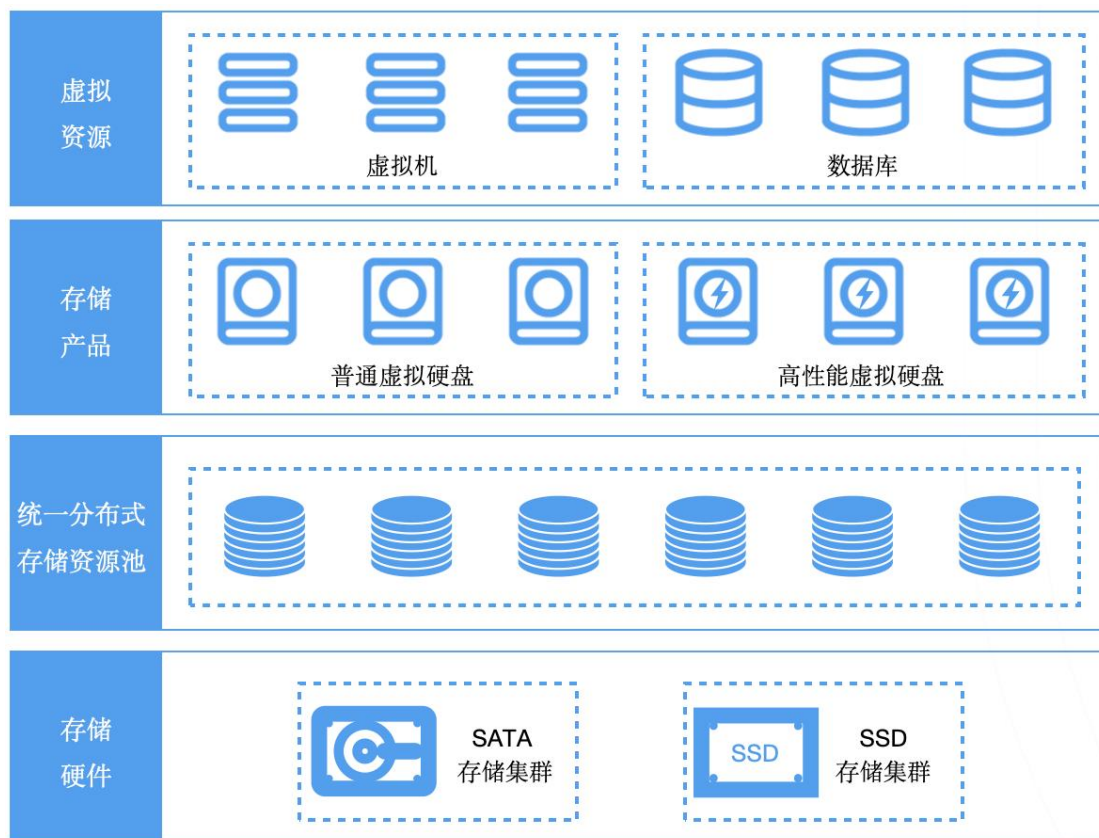 虚拟
资源
虚拟机
数据库
存储
产品
普通虚拟硬盘
高性能虚拟硬盘
统一分布式
存储资源池
存储
硬件
SATA
存储集群
SSD
SSD
存储集群